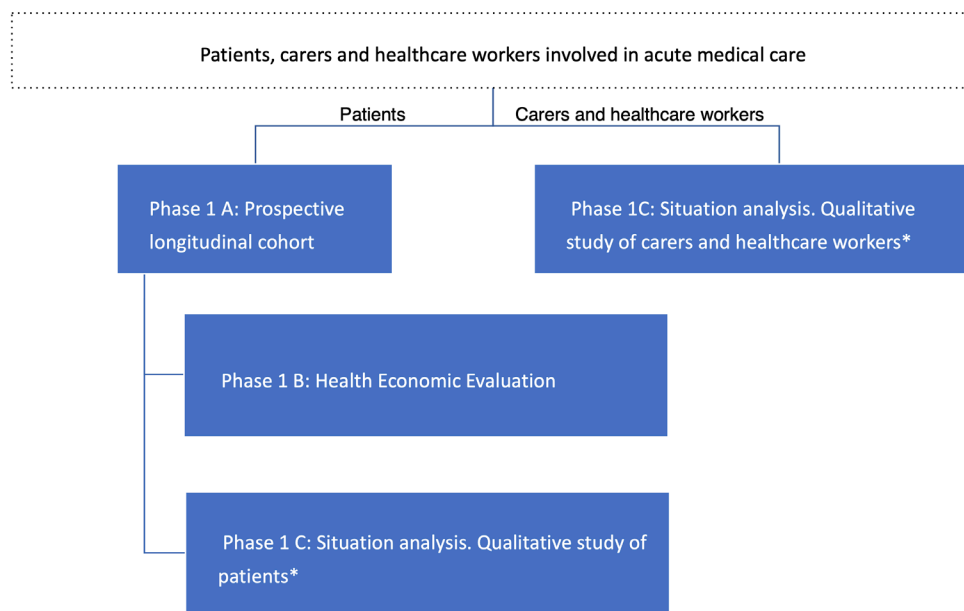 Patients, carers and healthcare workers involved in acute medical care
Patients
Carers and healthcare workers
Phase 1 A: Prospective
longitudinal cohort
Phase 1C: Situation analysis. Qualitative
study of carers and healthcare workers*
Phase 1 B: Health Economic Evaluation
Phase 1 C: Situation analysis. Qualitative study of
patients*